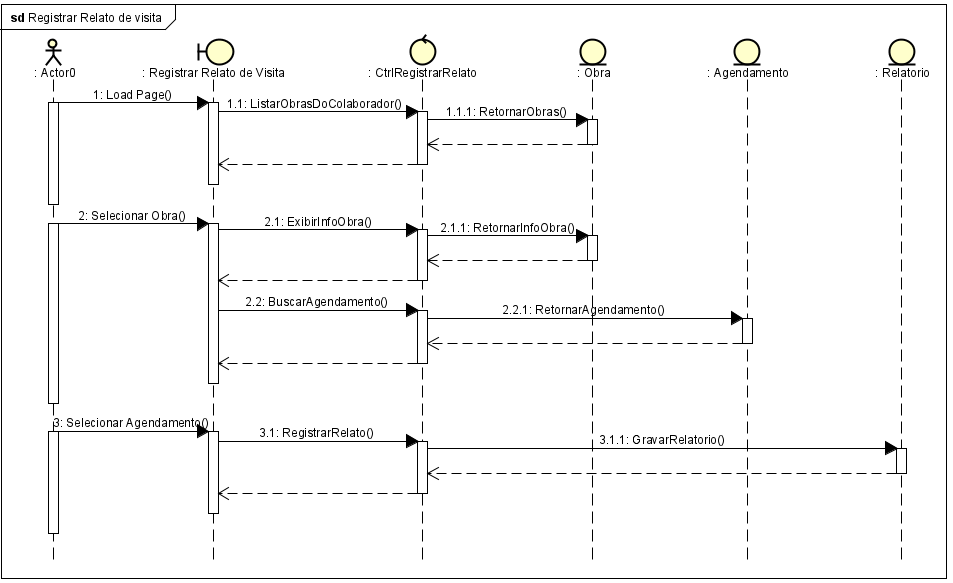 sd Registrar Relato de visita
: Actor0
: Registrar Relato de Visita
: CtrlRegistrarRelato
: Obra
: Agendamento
: Relatorio
1: Load Page()
1.1: ListarObrasDoColaborador()
1.1.1: RetornarObras()
2: Selecionar Obra()
2.1: ExibirInfoObra()
2.1.1: RetornarInfoObra()
2.2: BuscarAgendamento()
2.2.1: RetornarAgendamento()
3: Selecionar Agendamento()
3.1: RegistrarRelato()
3.1.1: GravarRelatorio()